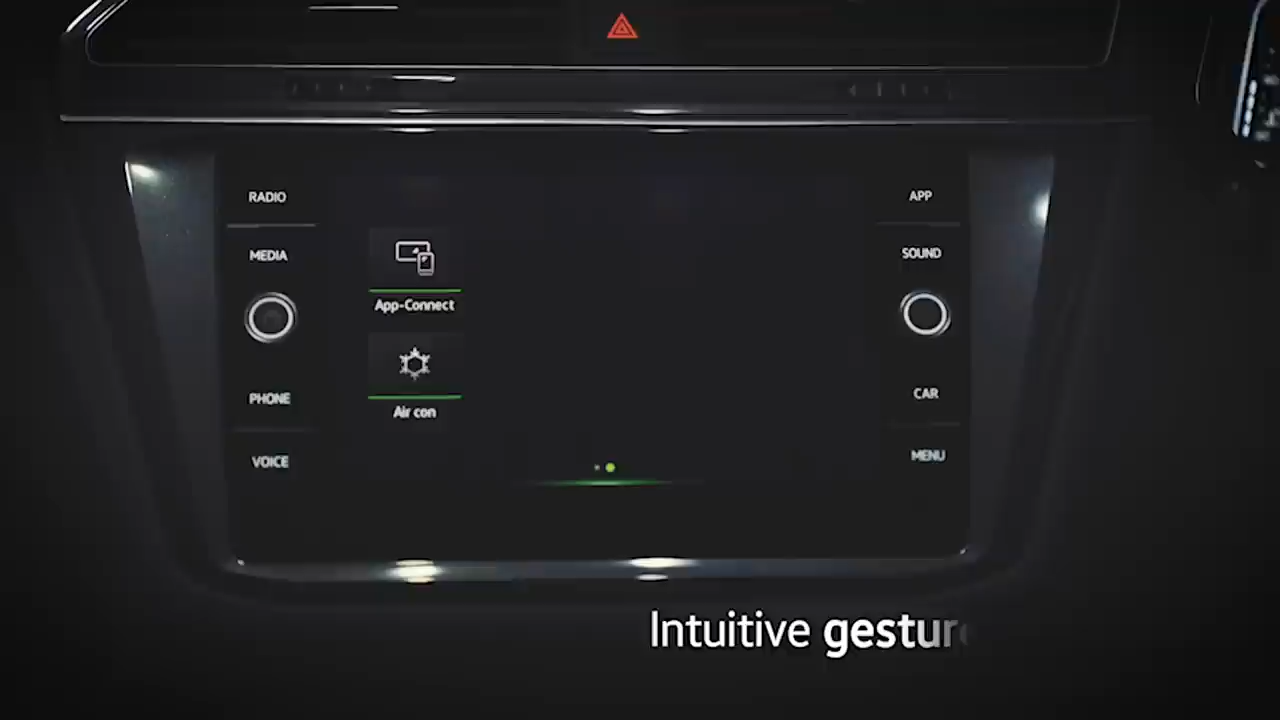 RADIO
MEDIA
PHONE
VOICE
App-Connect
Air con
APP
SOUND
CAR
MENU
Intuitive